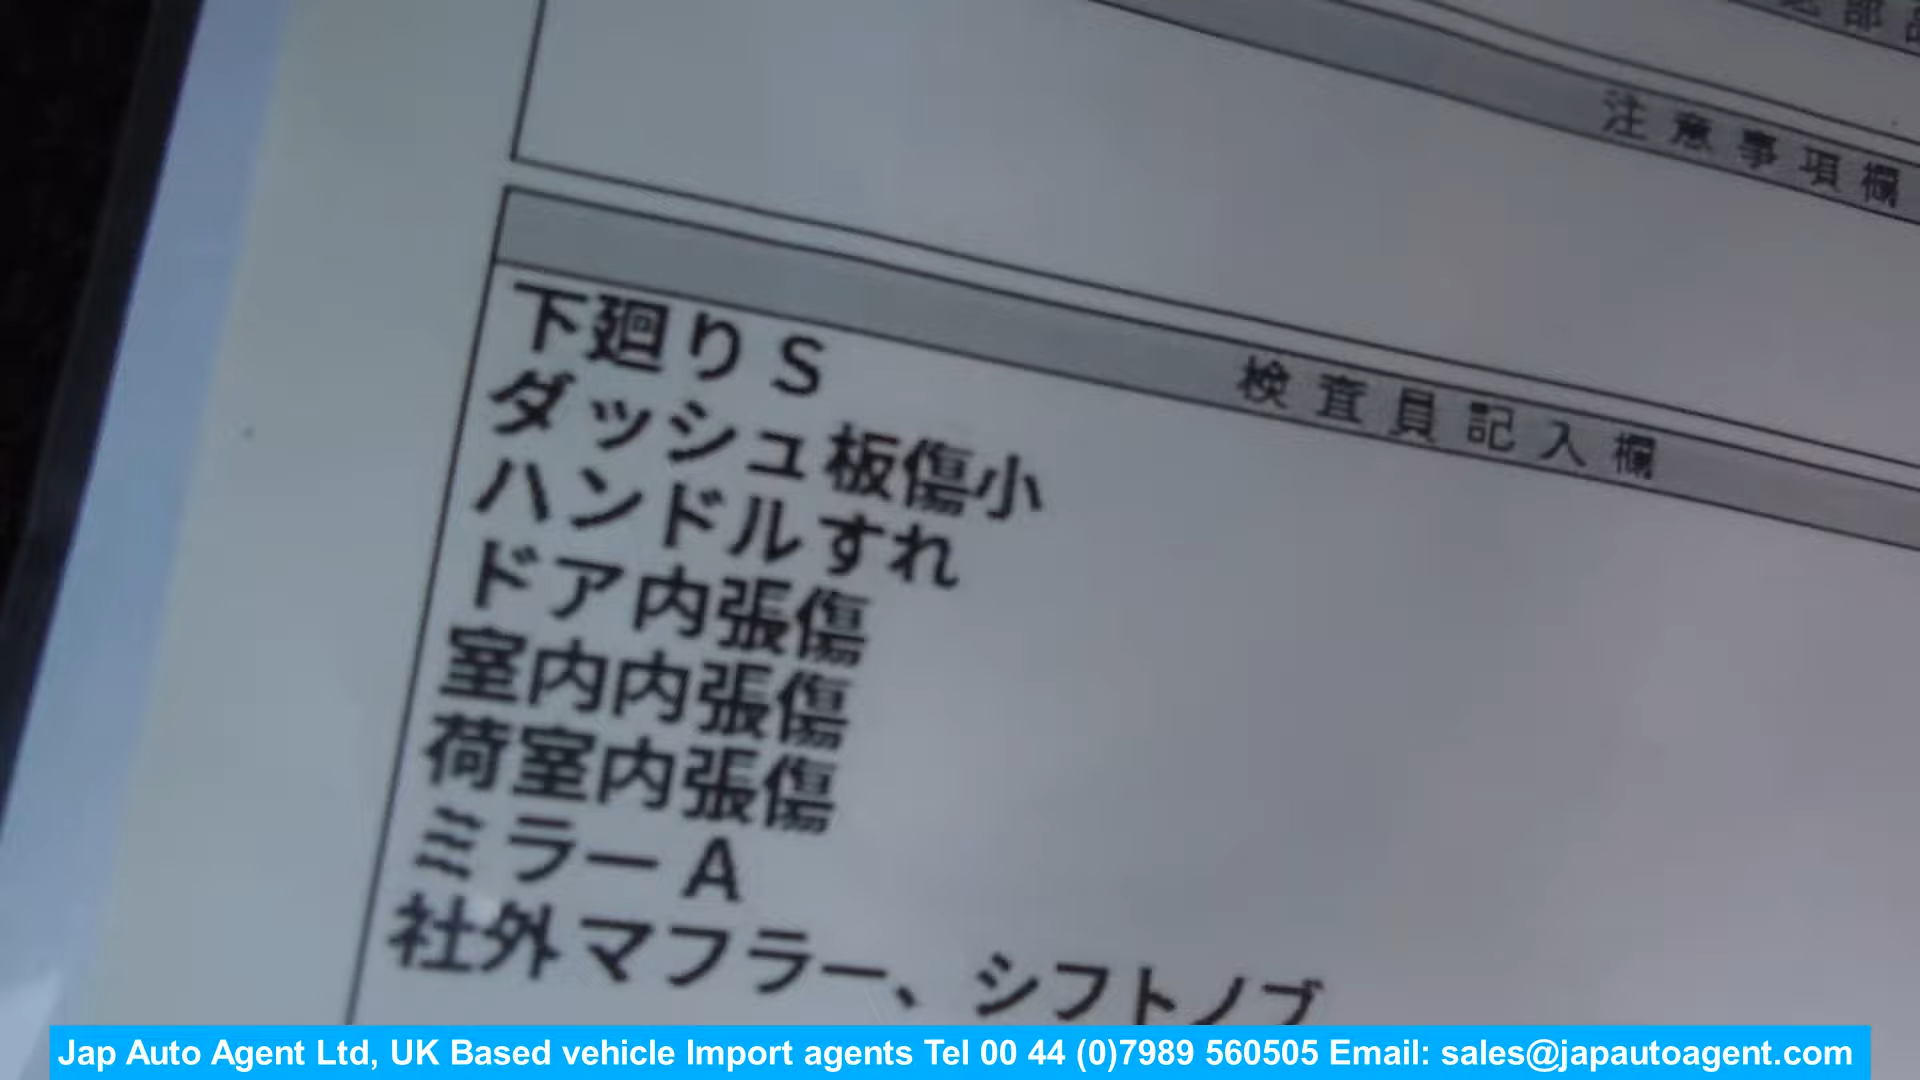 注意事項欄
検査員記入欄
下廻りS
ダッシュ板傷小
ハンドルすれ
ドア内張傷
室内内張傷
荷室内張傷
ミラーA
社外マフラー、シフトノブ
Jap Auto Agent Ltd, UK Based vehicle Import agents Tel 00 44 (0)7989 560505 Email: sales@japautoagent.com